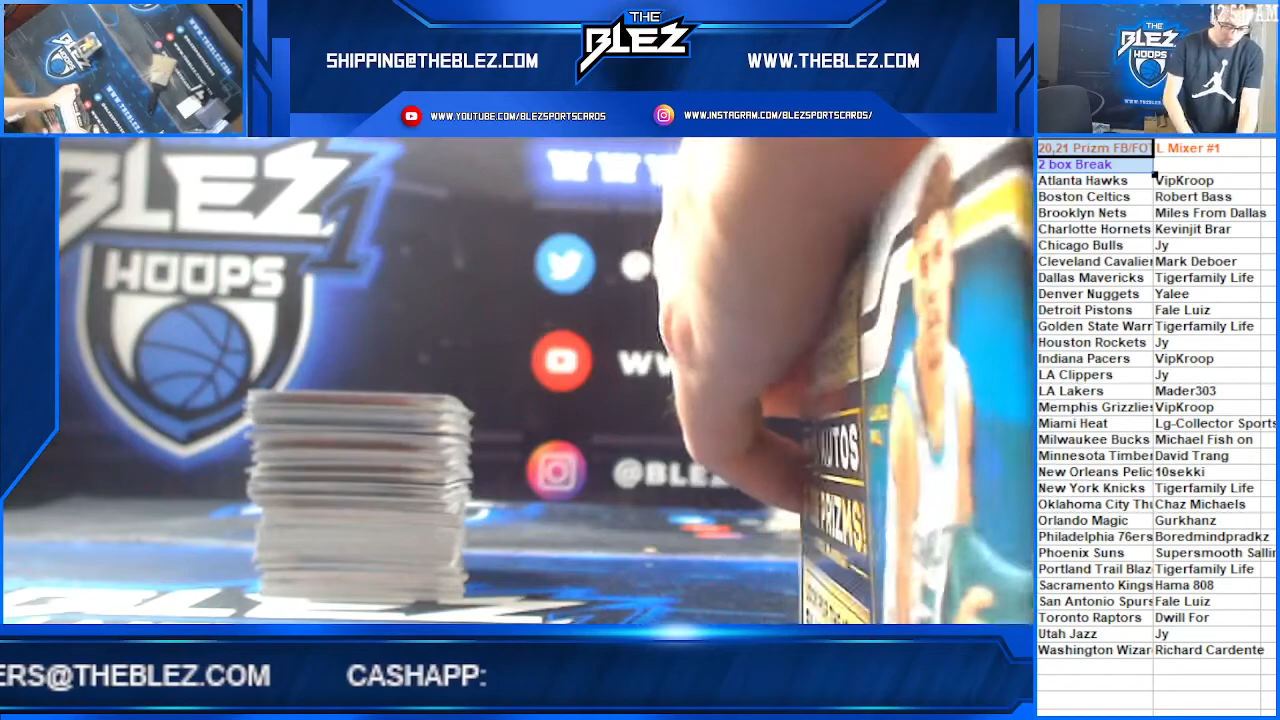 THE
BLEZ
SHIPPING@THEBLEZ.COM
WWW.THEBLEZ.COM
WWW.YOUTUBE.COM/BLEZSPORTSCARDS
WWW.INSTAGRAM.COM/BLEZSPORTSCARDS/
THE
BLEZ
HOOPS
BLEZ
HOOPS
1
WWW
WW
@BLEZ
AUTOS
PRIZMS!
20,21 Prizm FB/FOT L Mixer #1
2 box Break
Atlanta Hawks VipKroop
Boston Celtics Robert Bass
Brooklyn Nets Miles From Dallas
Charlotte Hornets Kevinjit Brar
Chicago Bulls Jy
Cleveland Cavalier Mark Deboer
Dallas Mavericks Tigerfamily Life
Denver Nuggets Yalee
Detroit Pistons Fale Luiz
Golden State Warr Tigerfamily Life
Houston Rockets Jy
Indiana Pacers VipKroop
LA Clippers Jy
LA Lakers Mader303
Memphis Grizzlies VipKroop
Miami Heat Lg-Collector Sports
Milwaukee Bucks Michael Fish on
Minnesota Timber David Trang
New Orleans Pelic 10sekki
New York Knicks Tigerfamily Life
Oklahoma City Thu Chaz Michaels
Orlando Magic Gurkhanz
Philadelphia 76ers Boredmindpradkz
Phoenix Suns Supersmooth Sallin
Portland Trail Blaz Tigerfamily Life
Sacramento Kings Hama 808
San Antonio Spurs Fale Luiz
Toronto Raptors Dwill For
Utah Jazz Jy
Washington Wizar Richard Cardente
ERS@THEBLEZ.COM
CASHAPP: